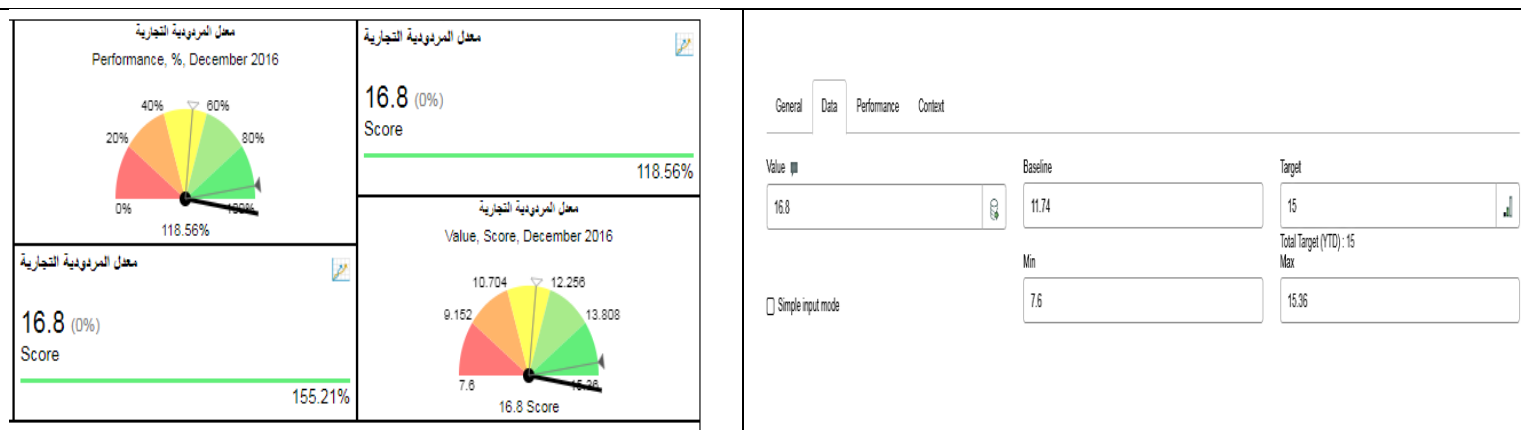 معدل المردودية التجارية
Performance, %, December 2016
40%
60%
20%
80%
0%
100%
118.56%
معدل المردودية التجارية
16.8 (0%)
Score
118.56%
معدل المردودية التجارية
16.8 (0%)
Score
155.21%
معدل المردودية التجارية
Value, Score, December 2016
10.704
12.256
9.152
13.808
7.6
15.36
16.8 Score
General Data Performance Context
Value
Baseline
Target
16.8
11.74
15
Total Target (YTD) : 15
Min
Max
Simple input mode
7.6
15.36